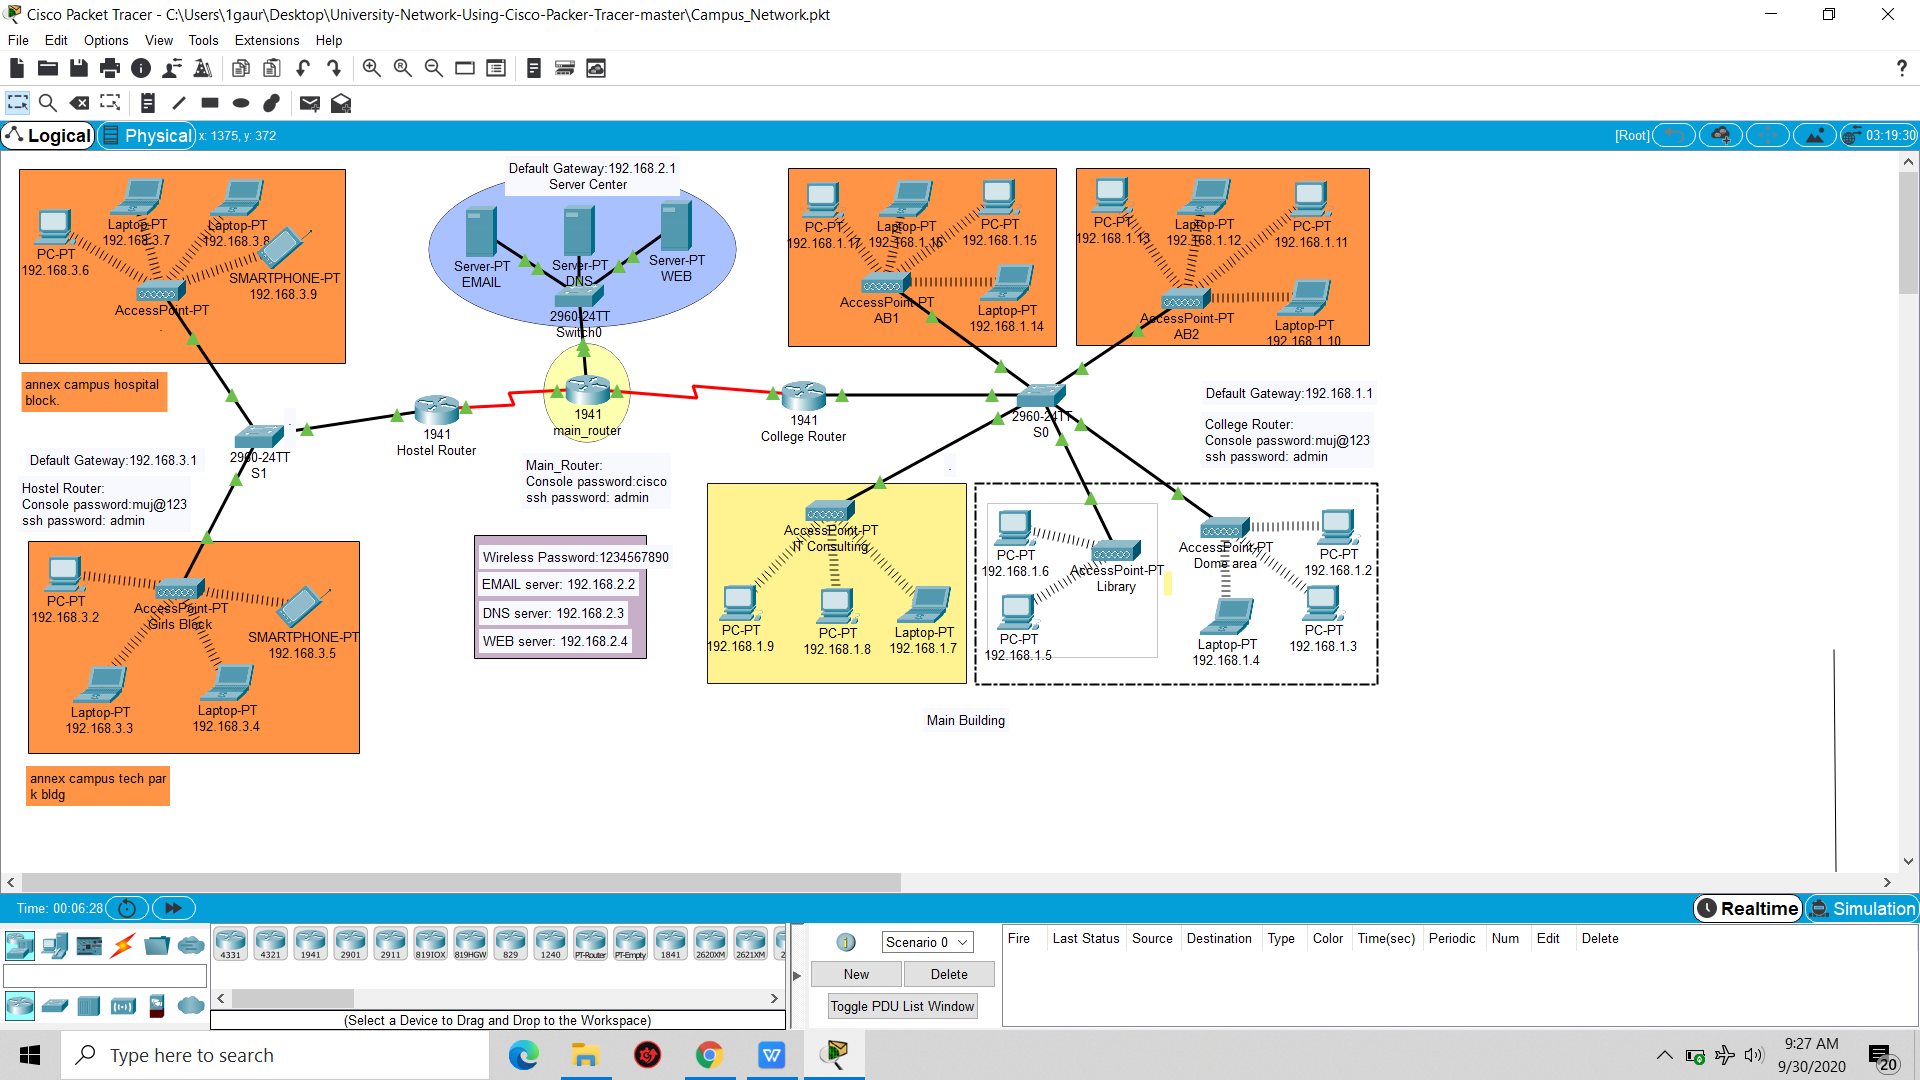 Cisco Packet Tracer - C:\Users\1gaur\Desktop\University-Network-Using-Cisco-Packer-Tracer-master\Campus_Network.pkt
File Edit Options View Tools Extensions Help
Logical Physical x: 1375, y: 372 [Root] 03:19:30
Default Gateway:192.168.2.1
Server Center
Laptop-PT
192.168.3.7
Laptop-PT
192.168.3.8
PC-PT
192.168.3.6
SMARTPHONE-PT
192.168.3.9
AccessPoint-PT
.
annex campus hospital
block.
Server-PT
EMAIL
Server-PT
DNS
Server-PT
WEB
2960-24TT
Switch0
PC-PT
192.168.1.17
Laptop-PT
192.168.1.16
PC-PT
192.168.1.15
AccessPoint-PT
AB1
Laptop-PT
192.168.1.14
PC-PT
192.168.1.13
Laptop-PT
192.168.1.12
PC-PT
192.168.1.11
AccessPoint-PT
AB2
Laptop-PT
192.168.1.10
1941
Hostel Router
1941
main_router
1941
College Router
2960-24TT
S0
2960-24TT
S1
Default Gateway:192.168.1.1
College Router:
Console password:muj@123
ssh password: admin
Default Gateway:192.168.3.1
Hostel Router:
Console password:muj@123
ssh password: admin
Main_Router:
Console password:cisco
ssh password: admin
Wireless Password:1234567890
EMAIL server: 192.168.2.2
DNS server: 192.168.2.3
WEB server: 192.168.2.4
PC-PT
192.168.3.2
AccessPoint-PT
Girls Block
SMARTPHONE-PT
192.168.3.5
Laptop-PT
192.168.3.3
Laptop-PT
192.168.3.4
annex campus tech par
k bldg
AccessPoint-PT
IT Consulting
PC-PT
192.168.1.9
PC-PT
192.168.1.8
Laptop-PT
192.168.1.7
PC-PT
192.168.1.6
AccessPoint-PT
Library
PC-PT
192.168.1.5
AccessPoint-PT
Dome area
PC-PT
192.168.1.2
Laptop-PT
192.168.1.4
PC-PT
192.168.1.3
Main Building
Time: 00:06:28 Realtime Simulation
4331 4321 1941 2901 2911 819IOX 819HGW 829 1240 PT-Router PT-Empty 1841 2620XM 2621XM 2
(Select a Device to Drag and Drop to the Workspace)
Scenario 0
New Delete
Toggle PDU List Window
Fire Last Status Source Destination Type Color Time(sec) Periodic Num Edit Delete
Type here to search
9:27 AM
9/30/2020
20